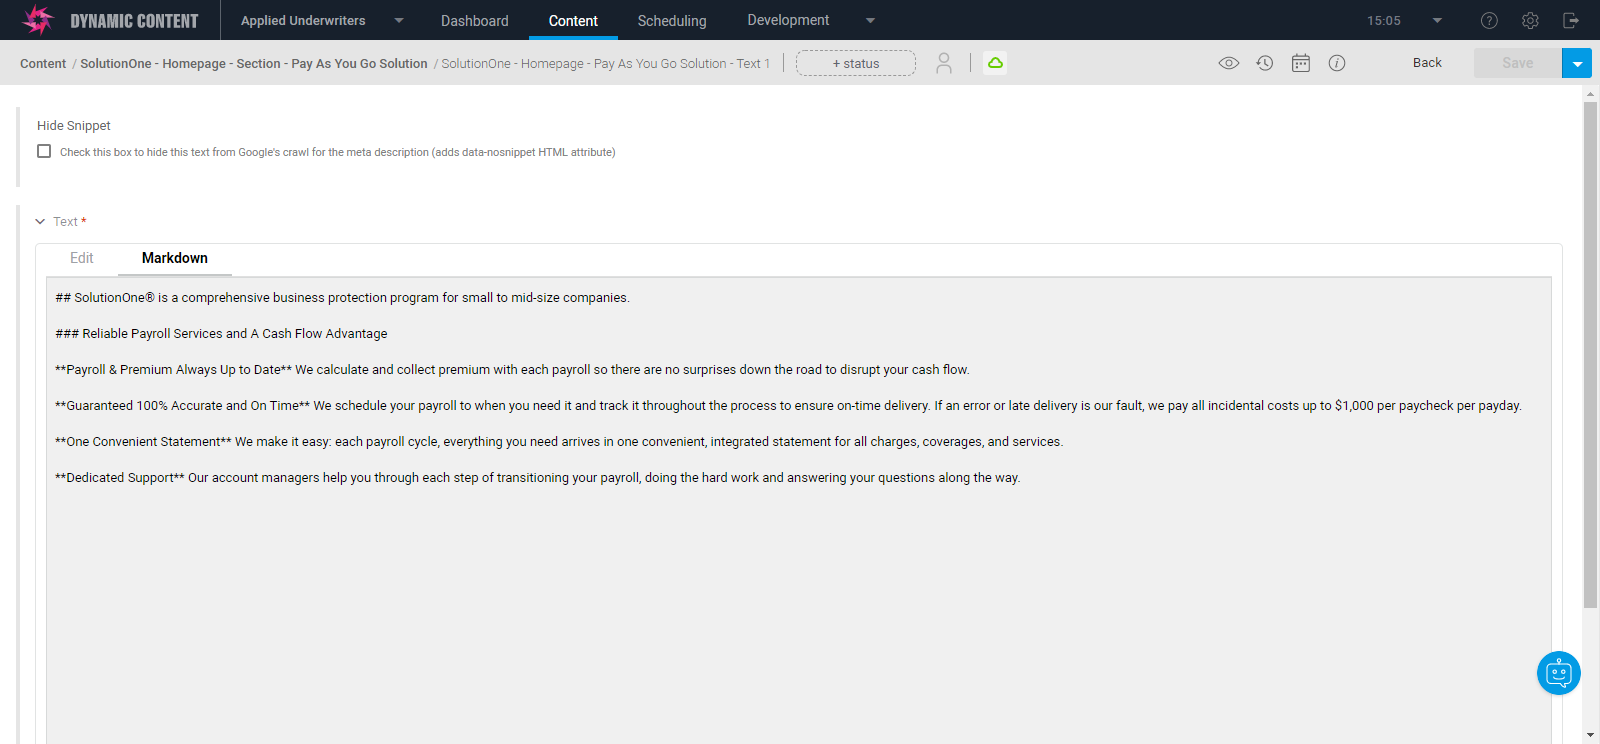 DYNAMIC CONTENT Applied Underwriters Dashboard Content Scheduling Development 15:05
Content / SolutionOne - Homepage - Section - Pay As You Go Solution / SolutionOne - Homepage - Pay As You Go Solution - Text 1 + status Back Save
Hide Snippet
Check this box to hide this text from Google's crawl for the meta description (adds data-nosnippet HTML attribute)
Text *
Edit Markdown
## SolutionOne® is a comprehensive business protection program for small to mid-size companies.
### Reliable Payroll Services and A Cash Flow Advantage
**Payroll & Premium Always Up to Date** We calculate and collect premium with each payroll so there are no surprises down the road to disrupt your cash flow.
**Guaranteed 100% Accurate and On Time** We schedule your payroll to when you need it and track it throughout the process to ensure on-time delivery. If an error or late delivery is our fault, we pay all incidental costs up to $1,000 per paycheck per payday.
**One Convenient Statement** We make it easy: each payroll cycle, everything you need arrives in one convenient, integrated statement for all charges, coverages, and services.
**Dedicated Support** Our account managers help you through each step of transitioning your payroll, doing the hard work and answering your questions along the way.